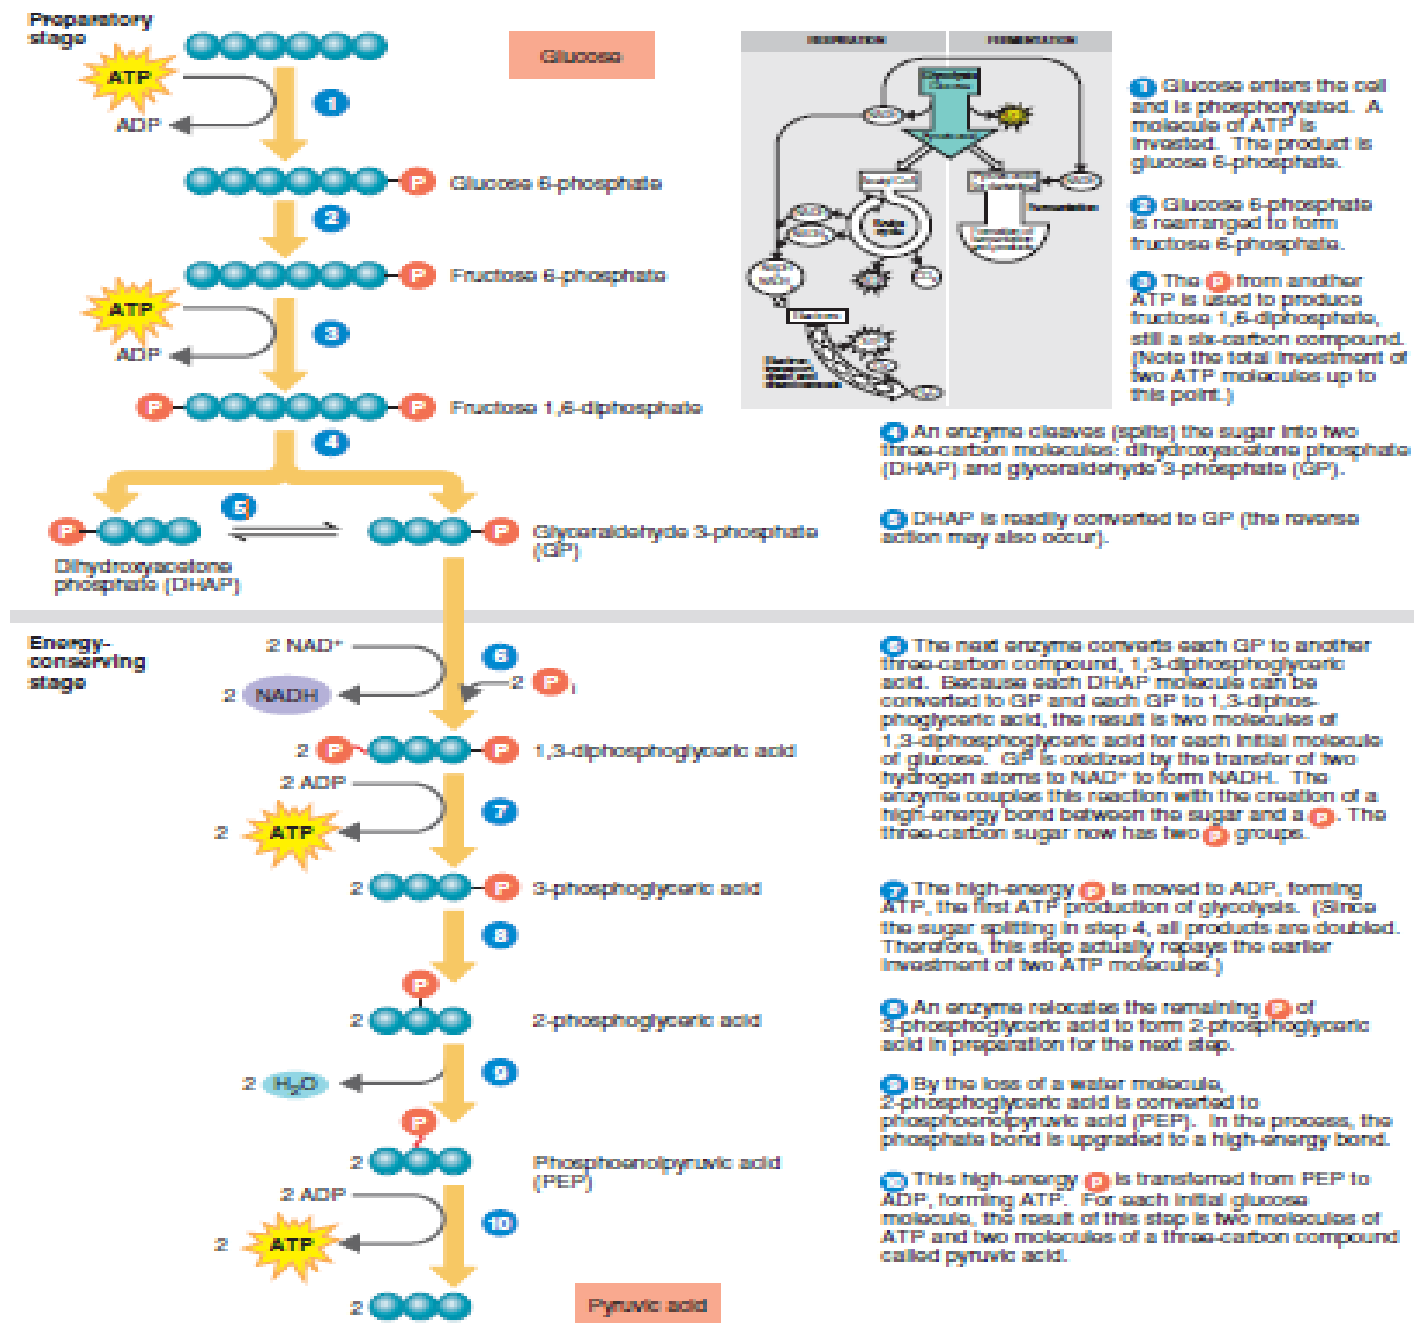 Preparatory
stage
Glucose
ATP
ADP
1
P
Glucose 6-phosphate
2
P
Fructose 6-phosphate
ATP
ADP
3
P
P
Fructose 1,6-diphosphate
4
5
P
P
Glyceraldehyde 3-phosphate
(GP)
Dihydroxyacetone
phosphate (DHAP)
RESPIRATION
FERMENTATION
1 Glucose enters the cell
and is phosphorylated. A
molecule of ATP is
invested. The product is
glucose 6-phosphate.
2 Glucose 6-phosphate
is rearranged to form
fructose 6-phosphate.
3 The P from another
ATP is used to produce
fructose 1,6-diphosphate,
still a six-carbon compound.
(Note the total investment of
two ATP molecules up to
this point.)
4 An enzyme cleaves (splits) the sugar into two
three-carbon molecules: dihydroxyacetone phosphate
(DHAP) and glyceraldehyde 3-phosphate (GP).
5 DHAP is readily converted to GP (the reverse
action may also occur).
Energy-
conserving
stage
2 NAD+
2 NADH
6
2 P i
2 P
P
1,3-diphosphoglyceric acid
2 ADP
2 ATP
7
2
P
3-phosphoglyceric acid
8
P
2
2-phosphoglyceric acid
2 H2O
9
P
2
Phosphoenolpyruvic acid
(PEP)
2 ADP
2 ATP
10
2
Pyruvic acid
6 The next enzyme converts each GP to another
three-carbon compound, 1,3-diphosphoglyceric
acid. Because each DHAP molecule can be
converted to GP and each GP to 1,3-diphos-
phoglyceric acid, the result is two molecules of
1,3-diphosphoglyceric acid for each initial molecule
of glucose. GP is oxidized by the transfer of two
hydrogen atoms to NAD+ to form NADH. The
enzyme couples this reaction with the creation of a
high-energy bond between the sugar and a P. The
three-carbon sugar now has two P groups.
7 The high-energy P is moved to ADP, forming
ATP, the first ATP production of glycolysis. (Since
the sugar splitting in step 4, all products are doubled.
Therefore, this step actually repays the earlier
investment of two ATP molecules.)
8 An enzyme relocates the remaining P of
3-phosphoglyceric acid to form 2-phosphoglyceric
acid in preparation for the next step.
9 By the loss of a water molecule,
2-phosphoglyceric acid is converted to
phosphoenolpyruvic acid (PEP). In the process, the
phosphate bond is upgraded to a high-energy bond.
10 This high-energy P is transferred from PEP to
ADP, forming ATP. For each initial glucose
molecule, the result of this step is two molecules of
ATP and two molecules of a three-carbon compound
called pyruvic acid.